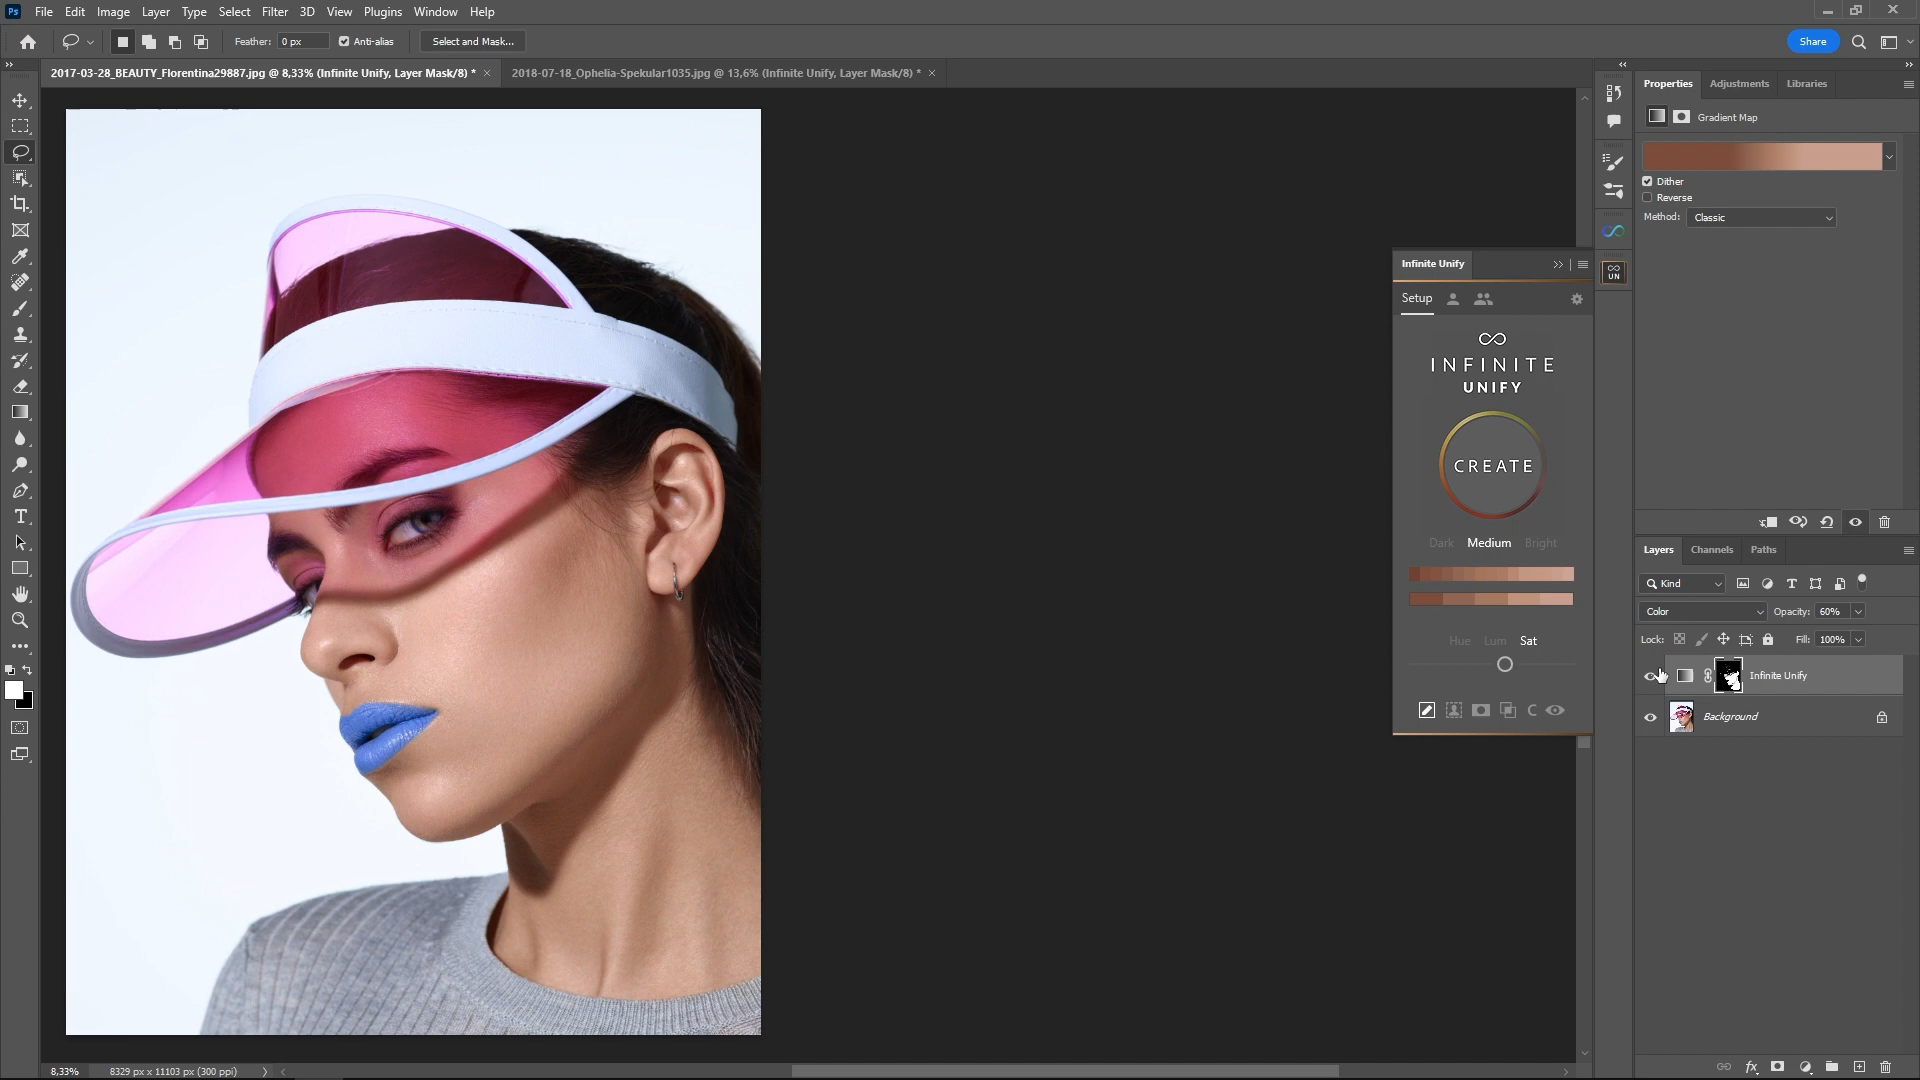 Ps File Edit Image Layer Type Select Filter 3D View Plugins Window Help
Feather: 0 px Anti-alias Select and Mask... Share
2017-03-28_BEAUTY_Florentina29887.jpg @ 8,33% (Infinite Unify, Layer Mask/8) * × 2018-07-18_Ophelia-Spekular1035.jpg @ 13,6% (Infinite Unify, Layer Mask/8) * ×
Properties Adjustments Libraries
Gradient Map
Dither
Reverse
Method: Classic
Infinite Unify
Setup
INFINITE
UNIFY
CREATE
Dark Medium Bright
Hue Lum Sat
C
UN
Layers Channels Paths
Kind
Color Opacity: 60%
Lock: Fill: 100%
Infinite Unify
Background
fx
8,33% 8329 px x 11103 px (300 ppi)